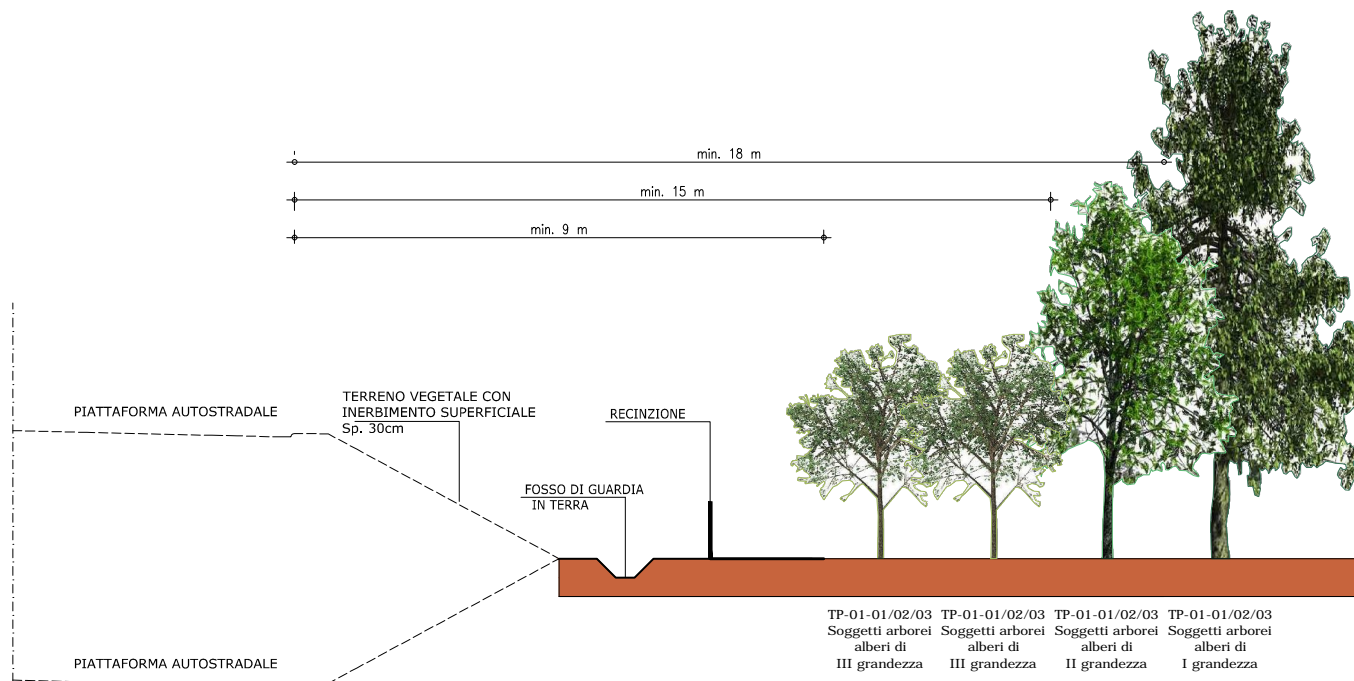 min. 18 m
min. 15 m
min. 9 m
PIATTAFORMA AUTOSTRADALE
TERRENO VEGETALE CON
INERBIMENTO SUPERFICIALE
Sp. 30cm
RECINZIONE
FOSSO DI GUARDIA
IN TERRA
TP-01-01/02/03
Soggetti arborei
alberi di
III grandezza
TP-01-01/02/03
Soggetti arborei
alberi di
III grandezza
TP-01-01/02/03
Soggetti arborei
alberi di
II grandezza
TP-01-01/02/03
Soggetti arborei
alberi di
I grandezza
PIATTAFORMA AUTOSTRADALE